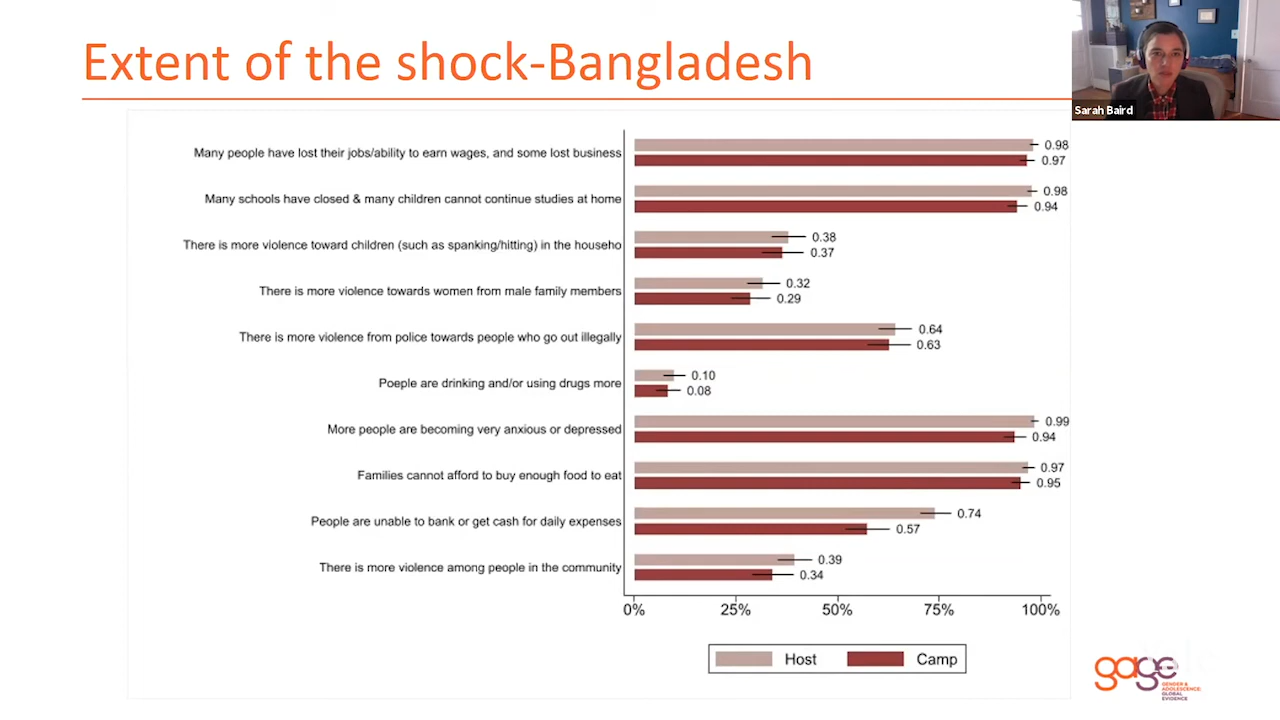 Extent of the shock-Bangladesh
Sarah Baird
Many people have lost their jobs/ability to earn wages, and some lost business
0.98
0.97
Many schools have closed & many children cannot continue studies at home
0.98
0.94
There is more violence toward children (such as spanking/hitting) in the househo
0.38
0.37
There is more violence towards women from male family members
0.32
0.29
There is more violence from police towards people who go out illegally
0.64
0.63
Poeple are drinking and/or using drugs more
0.10
0.08
More people are becoming very anxious or depressed
0.99
0.94
Families cannot afford to buy enough food to eat
0.97
0.95
People are unable to bank or get cash for daily expenses
0.74
0.57
There is more violence among people in the community
0.39
0.34
0% 25% 50% 75% 100%
Host Camp
gage
GENDER &
ADOLESCENCE:
GLOBAL
EVIDENCE